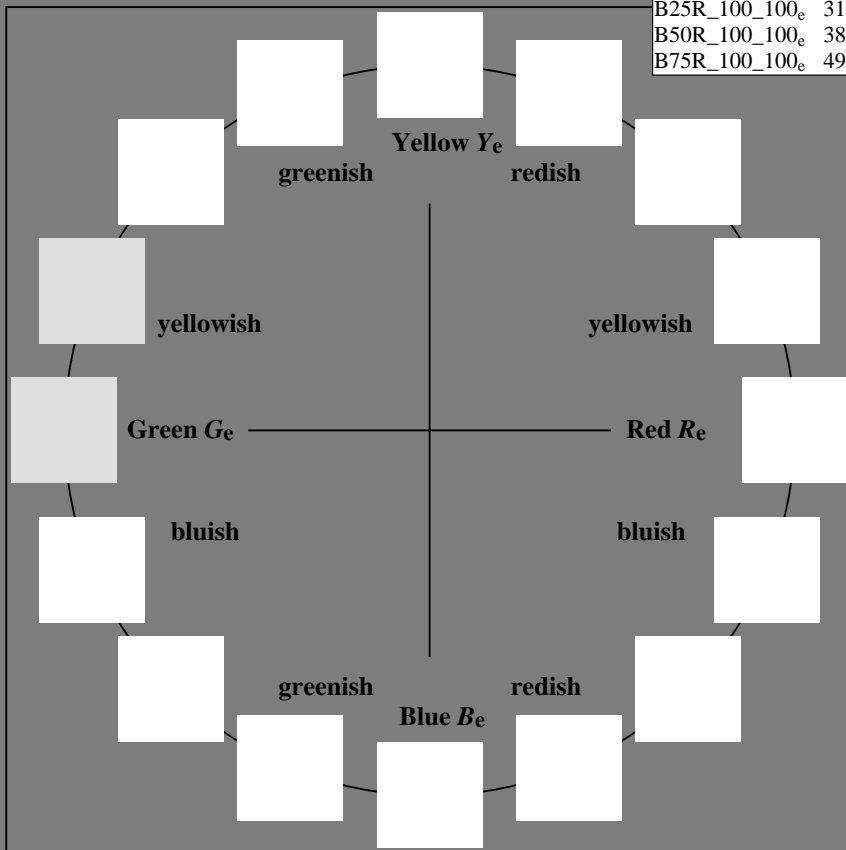 B25R_100_100e 31
B50R_100_100e 38
B75R_100_100e 49
Yellow Ye
greenish redish
yellowish yellowish
Green Ge Red Re
bluish bluish
greenish redish
Blue Be